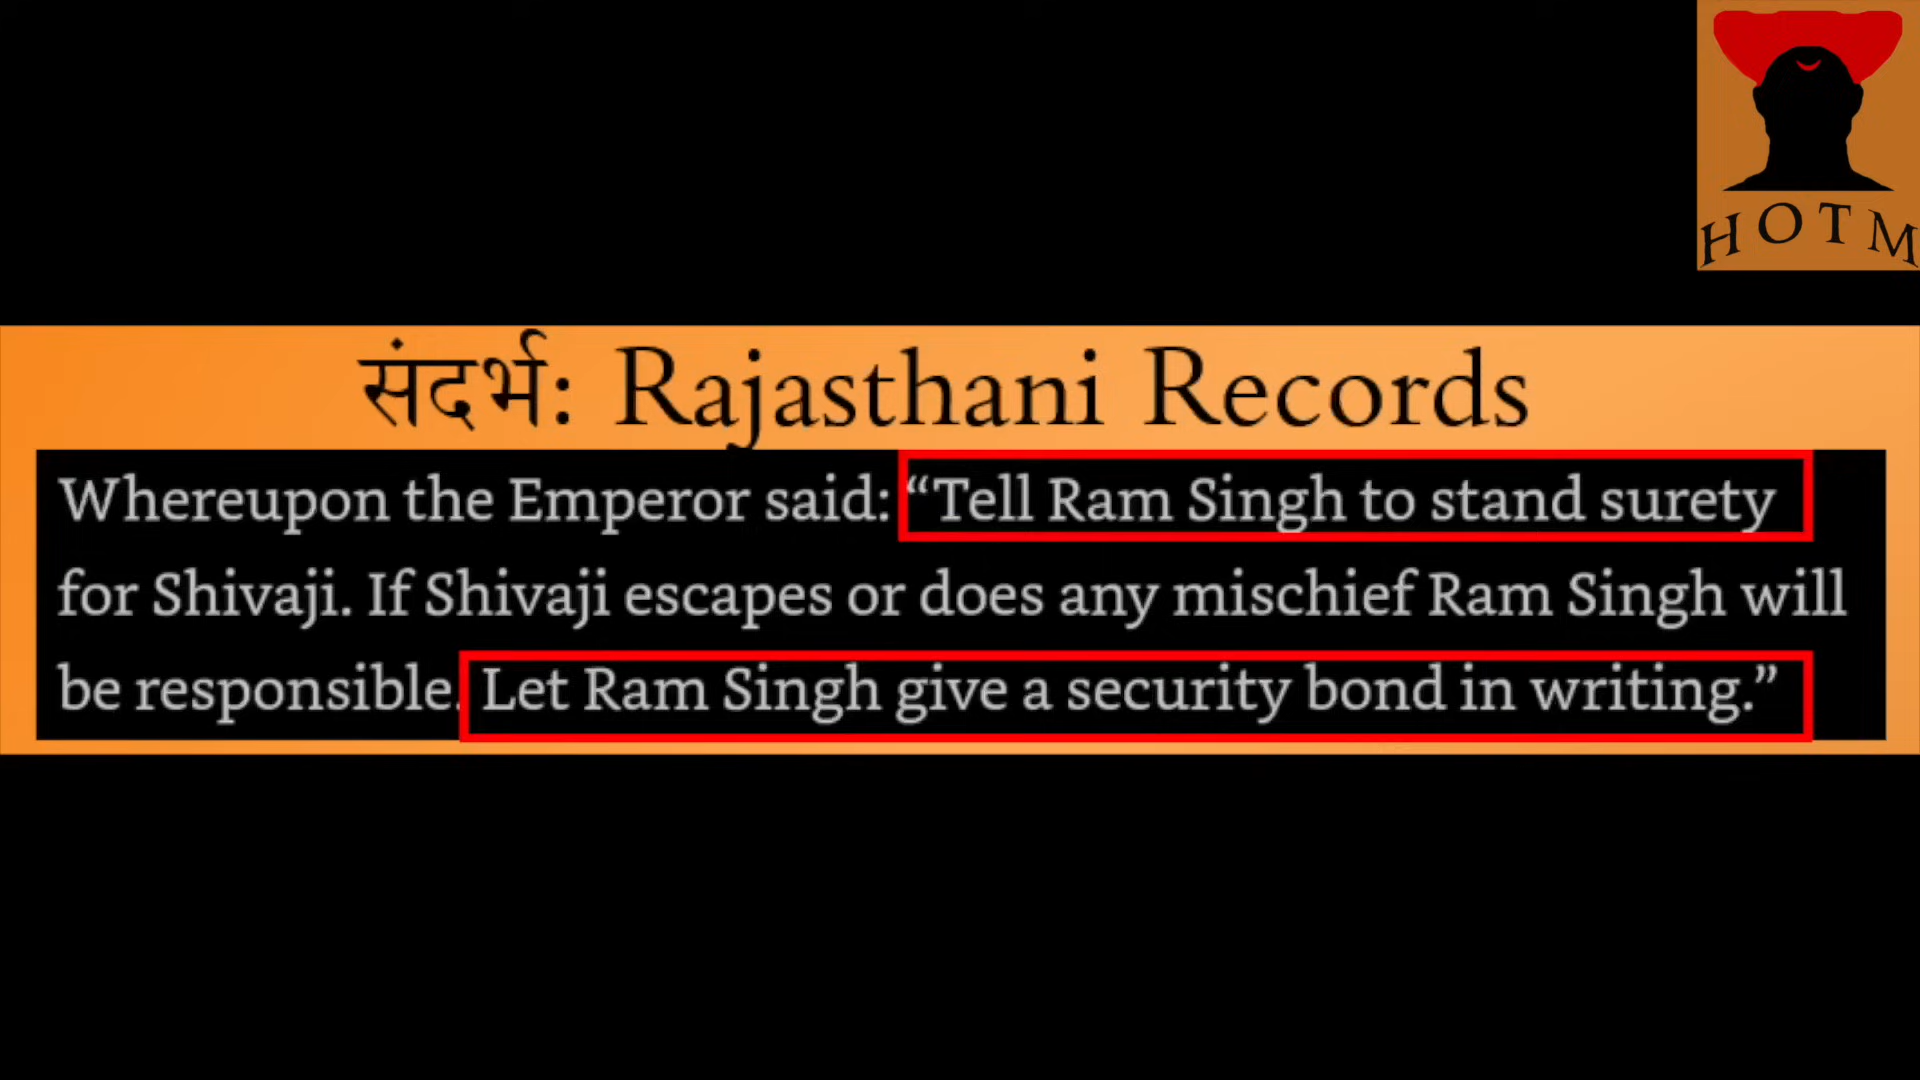 HOTM
संदर्भ: Rajasthani Records
Whereupon the Emperor said: “Tell Ram Singh to stand surety
for Shivaji. If Shivaji escapes or does any mischief Ram Singh will
be responsible. Let Ram Singh give a security bond in writing.”